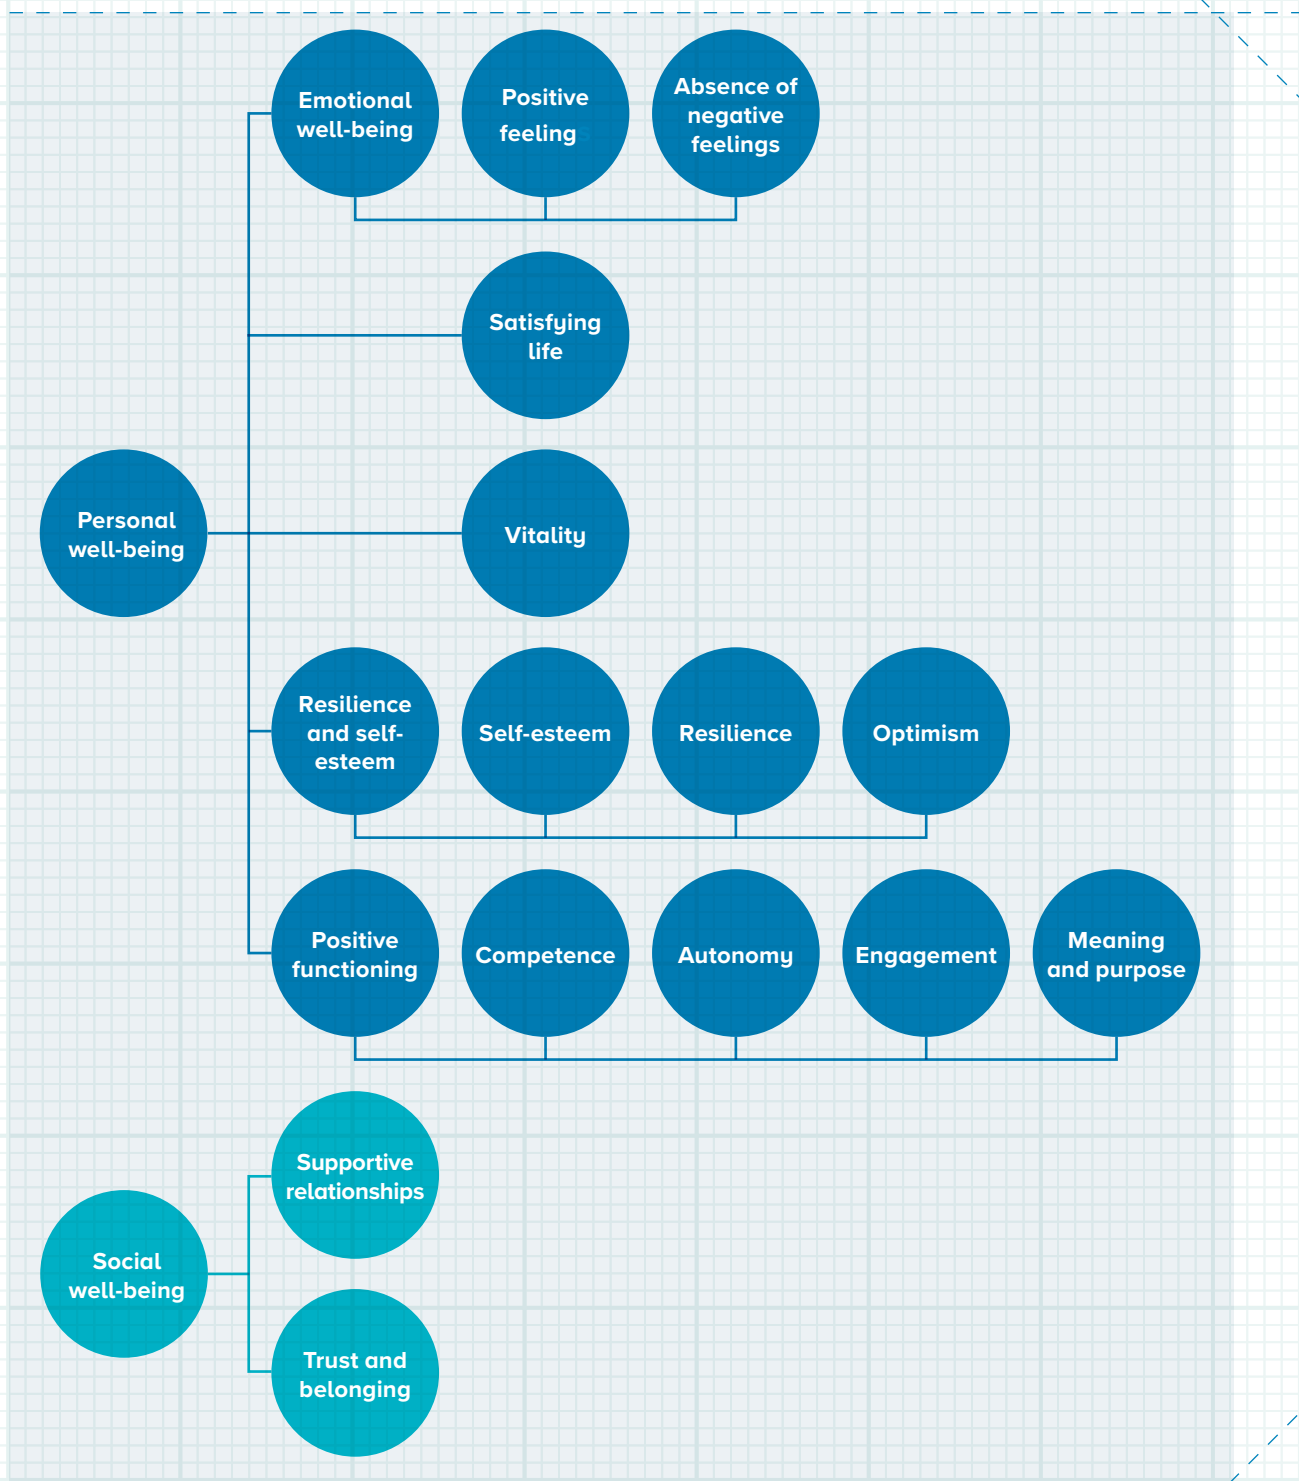 Emotional
well-being
Positive
feelings
Absence of
negative
feelings
Satisfying
life
Personal
well-being
Vitality
Resilience
and self-
esteem
Self-esteem
Resilience
Optimism
Positive
functioning
Competence
Autonomy
Engagement
Meaning
and purpose
Supportive
relationships
Social
well-being
Trust and
belonging